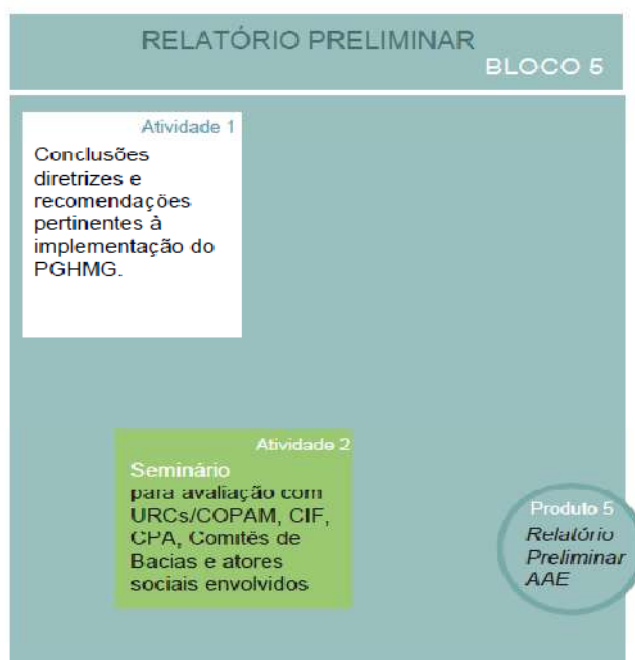 RELATÓRIO PRELIMINAR
BLOCO 5
Atividade 1
Conclusões
diretrizes e
recomendações
pertinentes à
implementação do
PGHMG.
Atividade 2
Seminário
para avaliação com
URCs/COPAM, CIF,
CPA, Comitês de
Bacias e atores
sociais envolvidos
Produto 5
Relatório
Preliminar
AAE